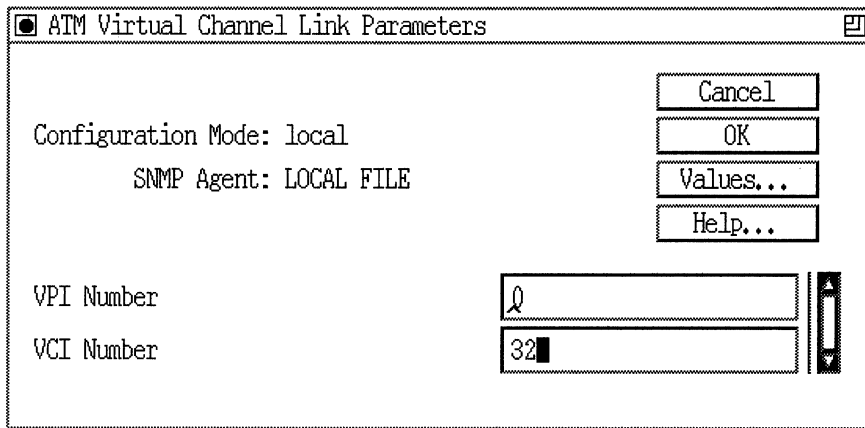 ATM Virtual Channel Link Parameters
Cancel
Configuration Mode: local
OK
SNMP Agent: LOCAL FILE
Values...
Help...
VPI Number
0
VCI Number
32